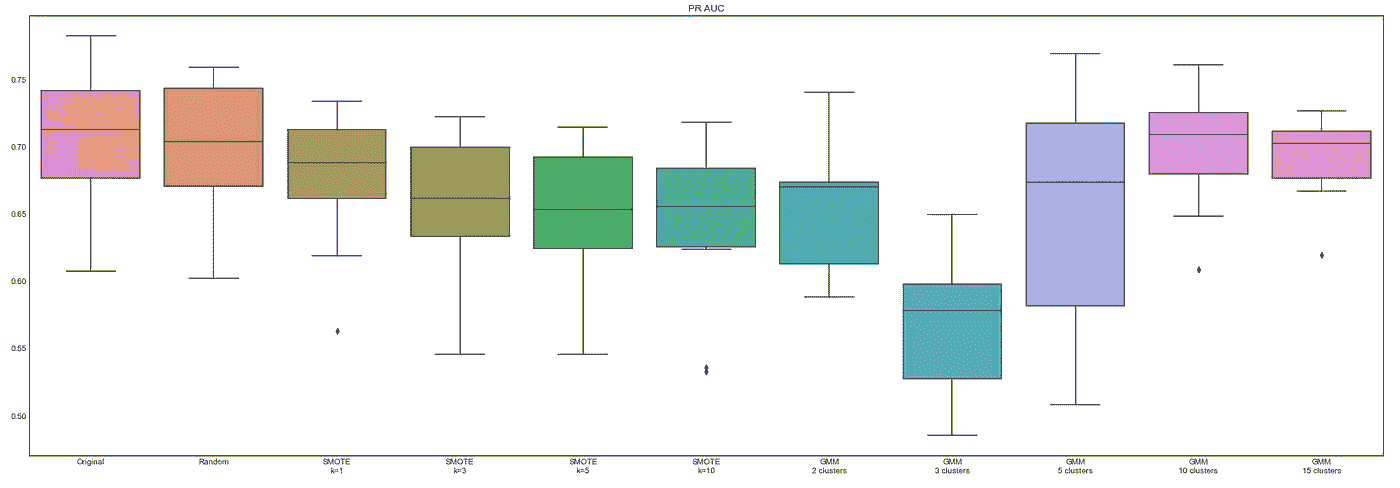 PR AUC
0.75
0.70
0.65
0.60
0.55
0.50
Original
Random
SMOTE
k=1
SMOTE
k=3
SMOTE
k=5
SMOTE
k=10
GMM
2 clusters
GMM
3 clusters
GMM
5 clusters
GMM
10 clusters
GMM
15 clusters